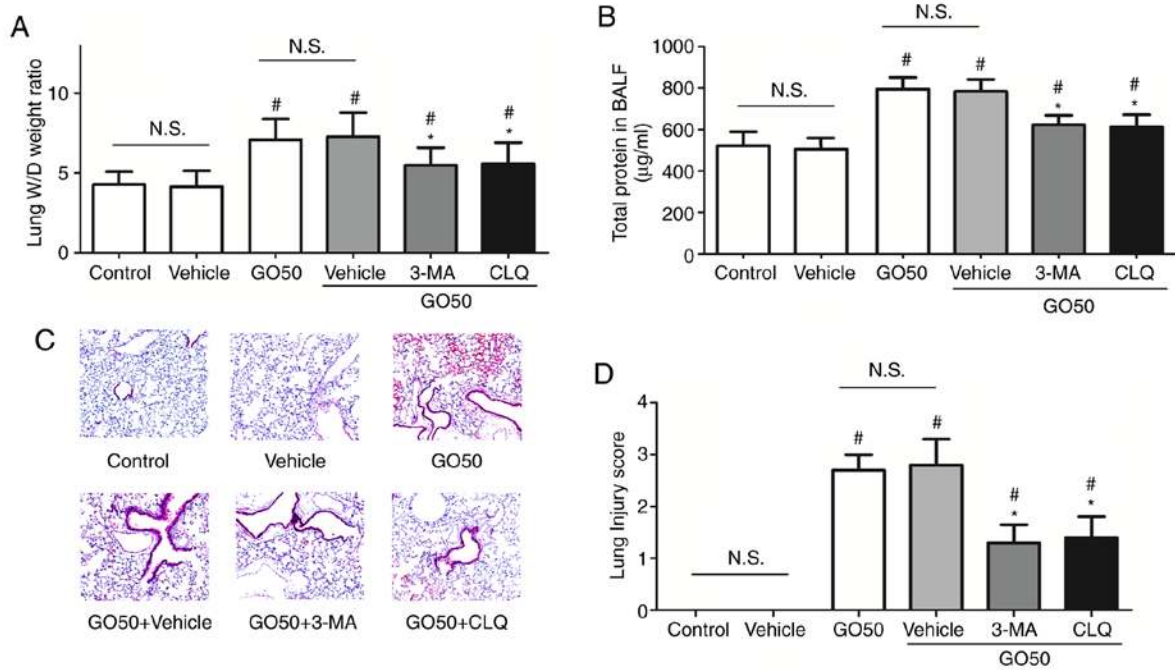 A
Lung W/D weight ratio
10
5
0
N.S.
N.S.
#
#
#
*
#
*
Control
Vehicle
GO50
Vehicle
3-MA
CLQ
GO50
B
Total protein in BALF
(µg/ml)
1000
800
600
400
200
0
N.S.
N.S.
#
#
#
*
#
*
Control
Vehicle
GO50
Vehicle
3-MA
CLQ
GO50
C
Control
Vehicle
GO50
GO50+Vehicle
GO50+3-MA
GO50+CLQ
D
Lung Injury score
4
3
2
1
0
N.S.
N.S.
#
#
#
*
#
*
Control
Vehicle
GO50
Vehicle
3-MA
CLQ
GO50